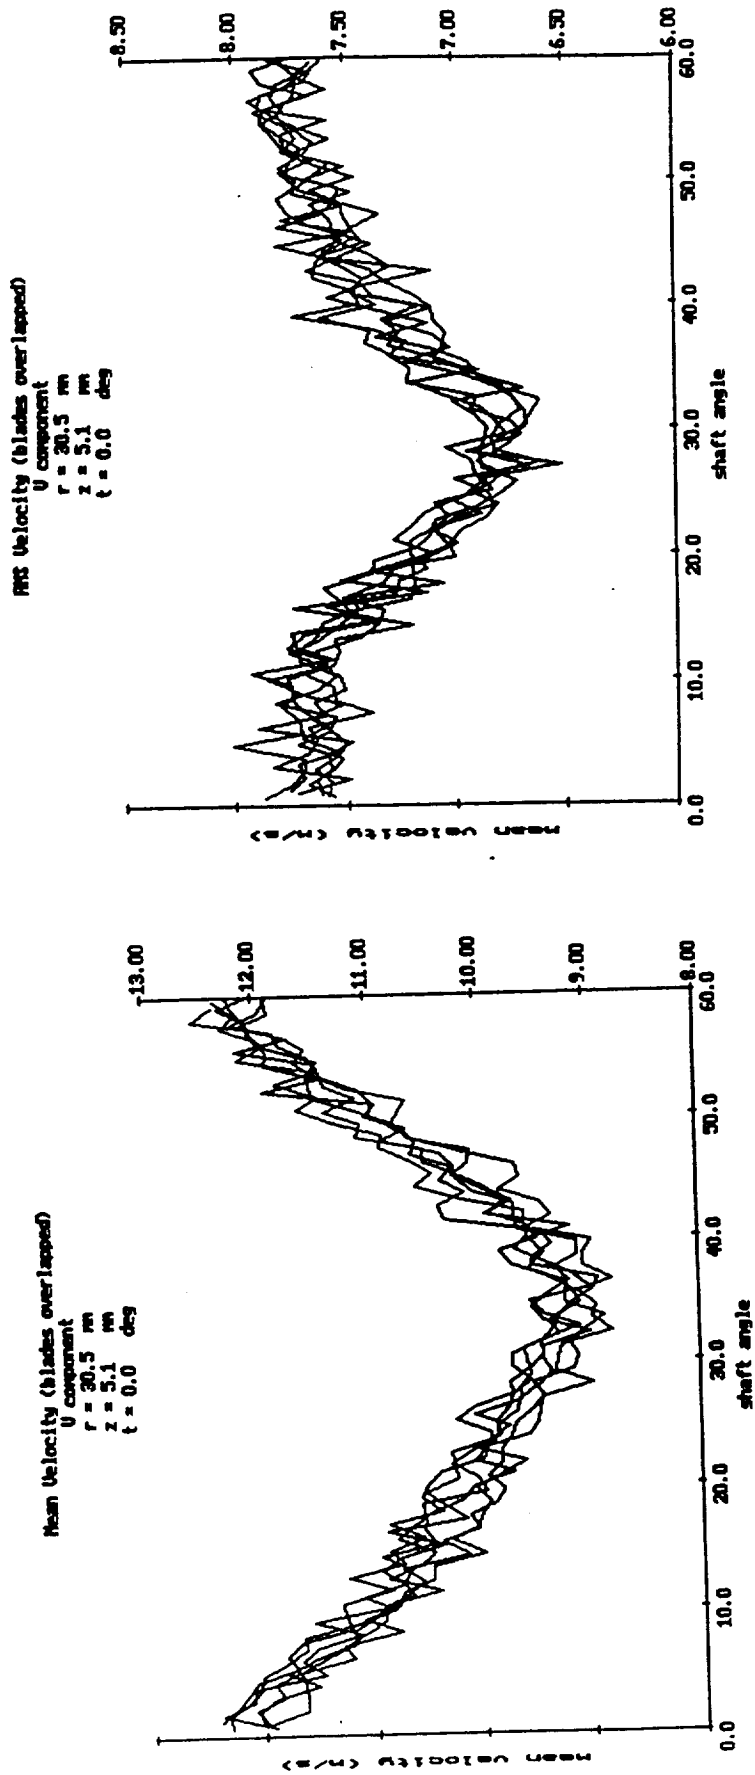 Mean Velocity (blades overlapped)
U component
r = 30.5 mm
z = 5.1 mm
t = 0.0 deg
mean velocity (m/s)
13.00
12.00
11.00
10.00
9.00
8.00
0.0 10.0 20.0 30.0 40.0 50.0 60.0
shaft angle
RMS Velocity (blades overlapped)
U component
r = 30.5 mm
z = 5.1 mm
t = 0.0 deg
mean velocity (m/s)
8.50
8.00
7.50
7.00
6.50
6.00
0.0 10.0 20.0 30.0 40.0 50.0 60.0
shaft angle